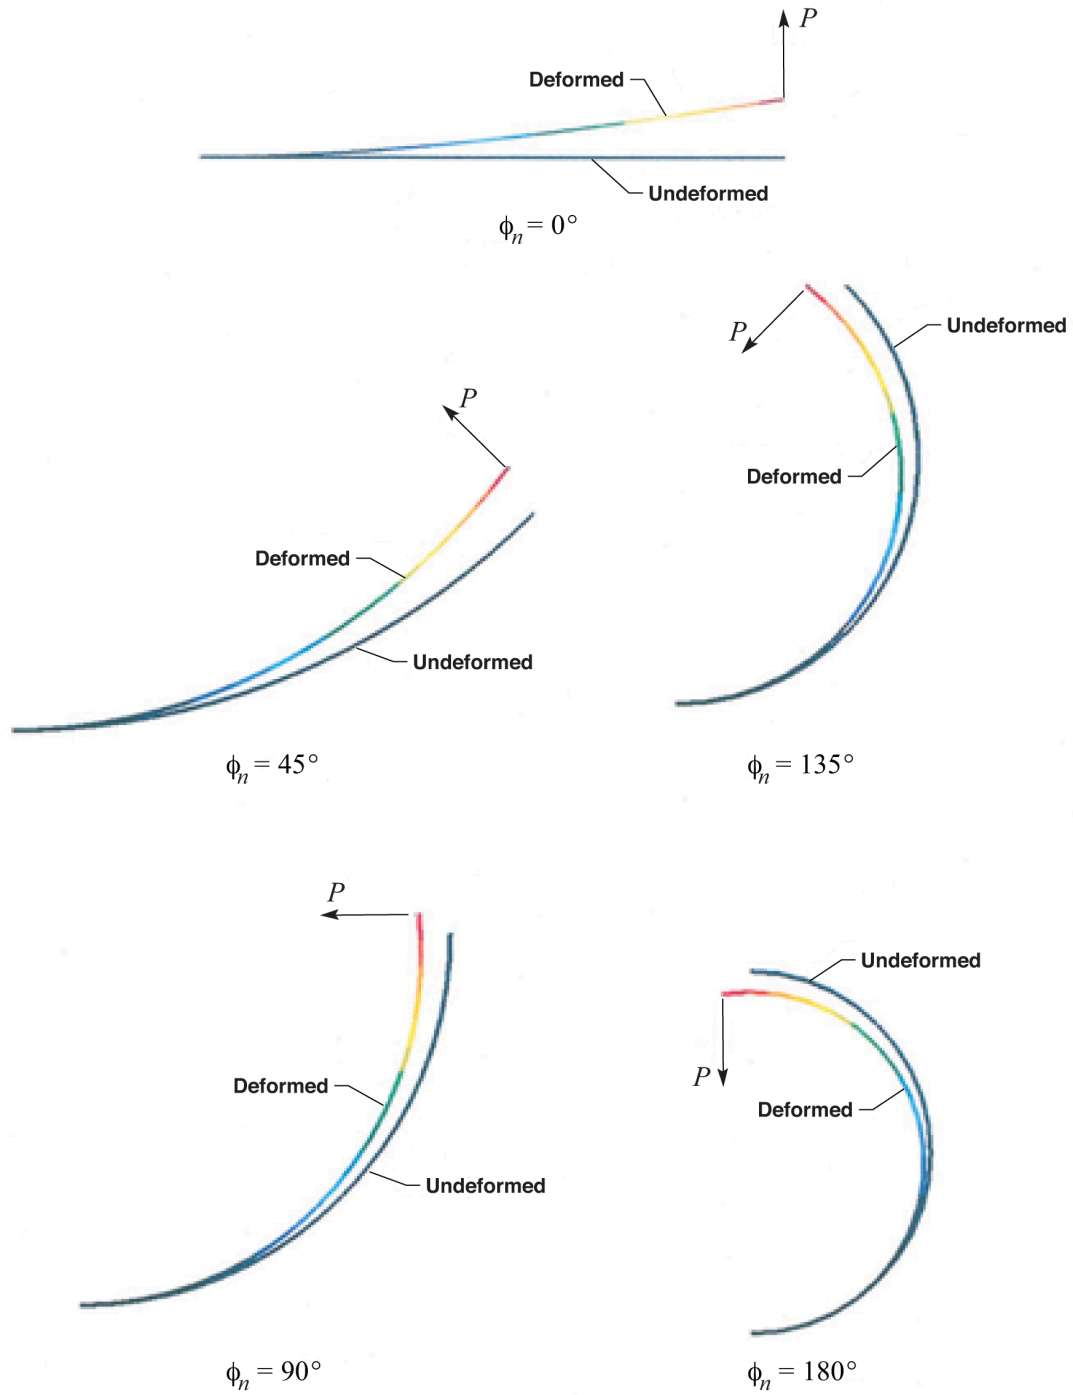 P
Deformed
Undeformed
ϕn = 0°
P
Undeformed
Deformed
P
Deformed
Undeformed
ϕn = 45°
ϕn = 135°
P
Deformed
Undeformed
Undeformed
P
Deformed
ϕn = 90°
ϕn = 180°